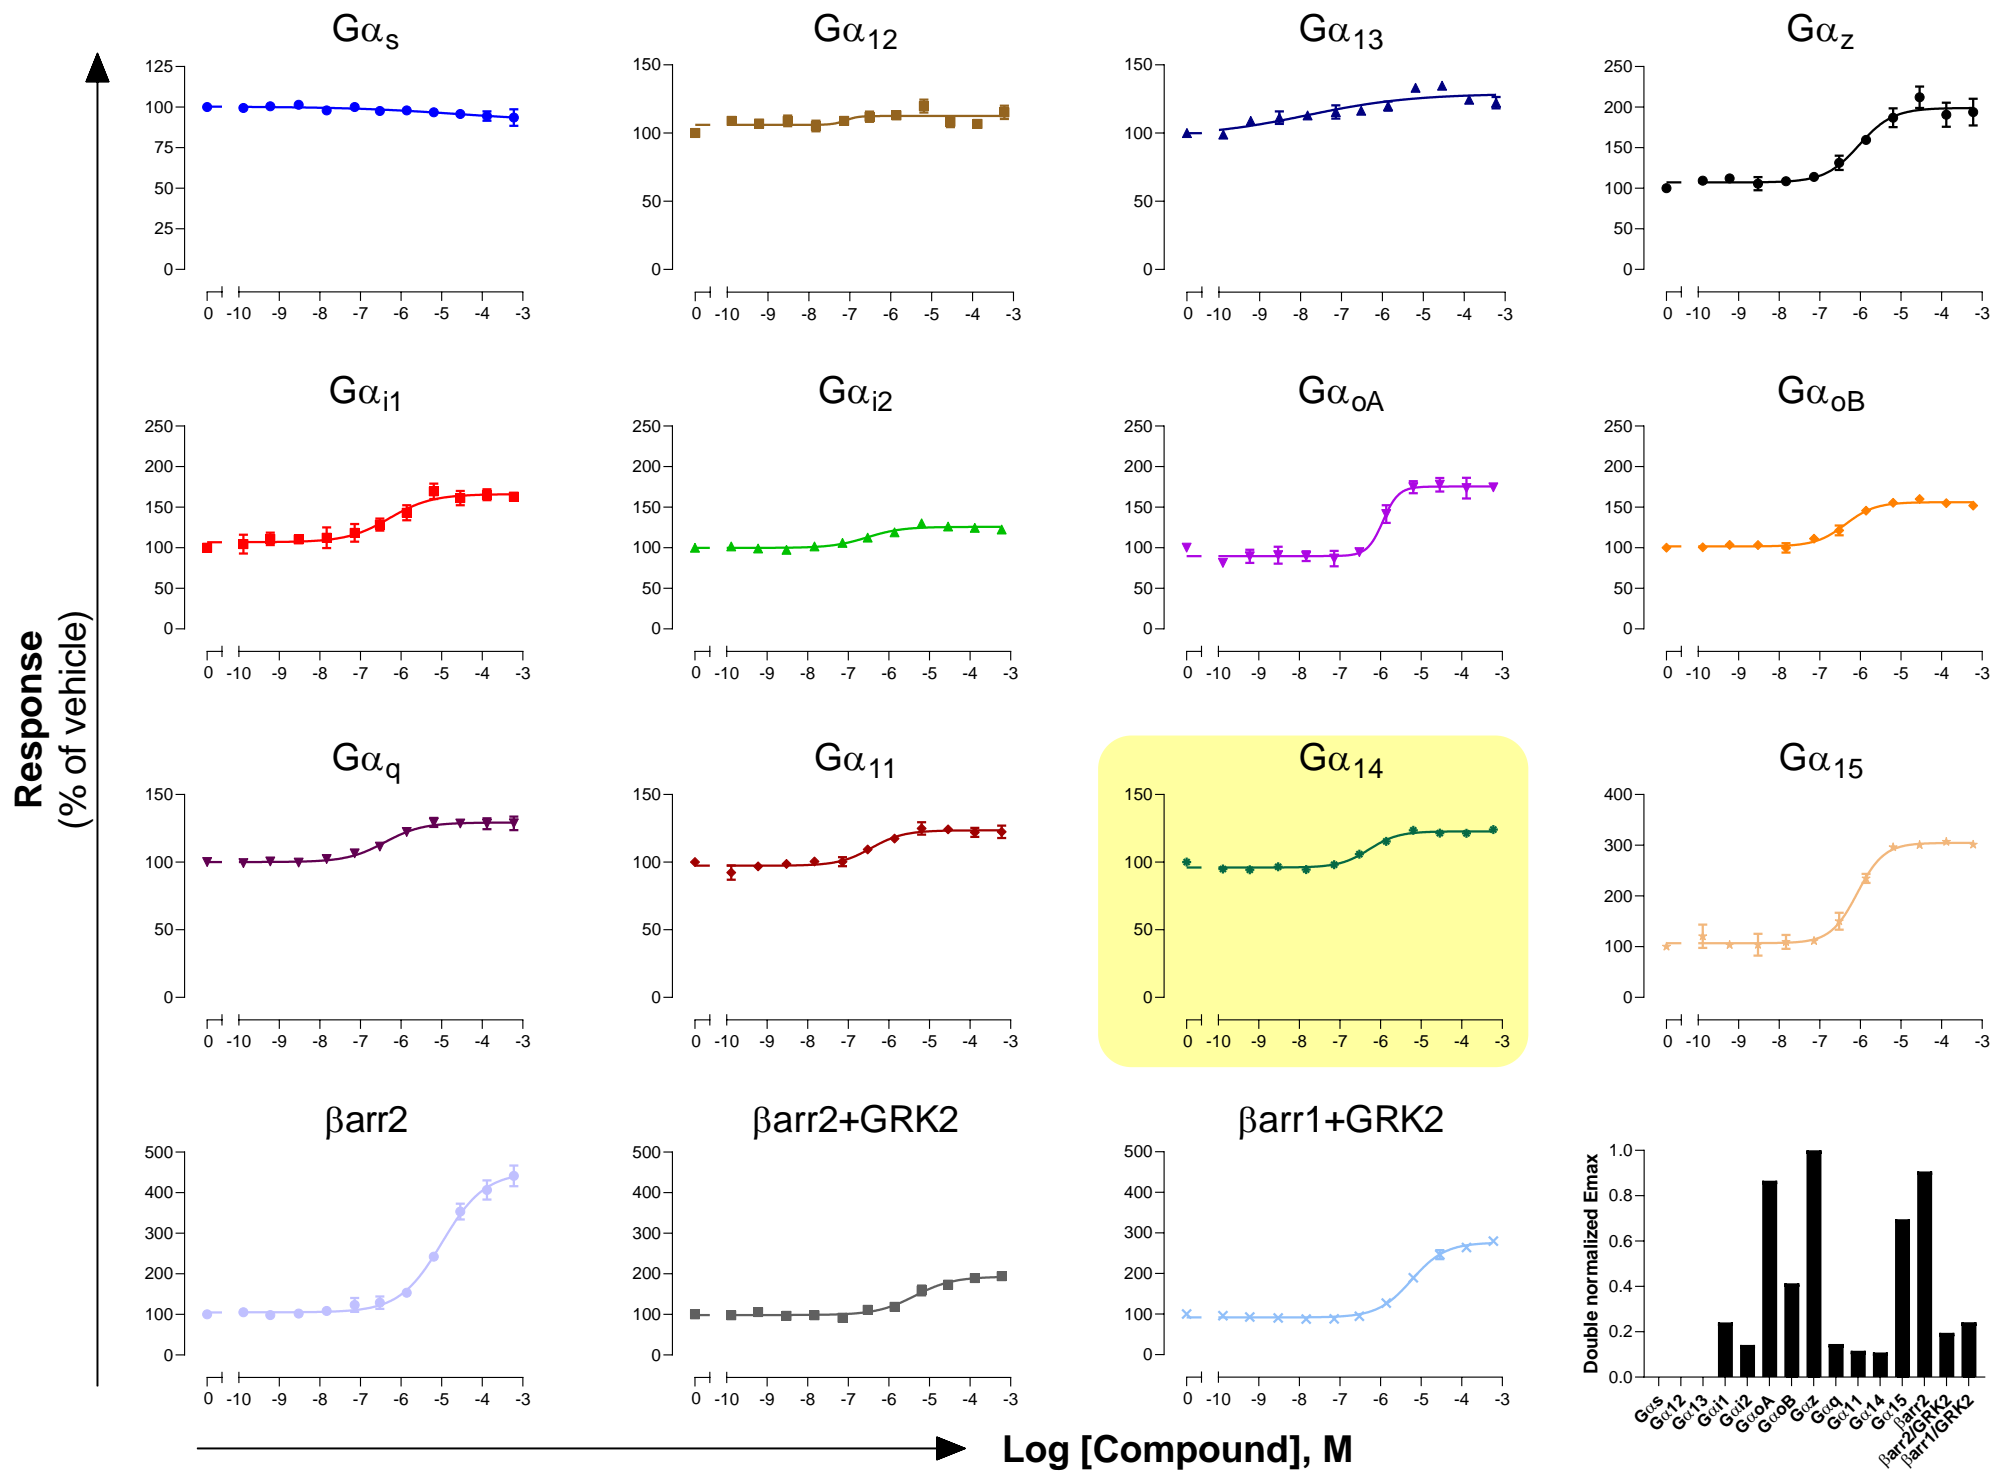 Gαs
Gα12
Gα13
Gαz
125
100
75
50
25
0
150
100
50
0
150
100
50
0
250
200
150
100
50
0
0 -10 -9 -8 -7 -6 -5 -4 -3
0 -10 -9 -8 -7 -6 -5 -4 -3
0 -10 -9 -8 -7 -6 -5 -4 -3
0 -10 -9 -8 -7 -6 -5 -4 -3
Gαi1
Gαi2
GαoA
GαoB
250
200
150
100
50
0
250
200
150
100
50
0
250
200
150
100
50
0
250
200
150
100
50
0
0 -10 -9 -8 -7 -6 -5 -4 -3
0 -10 -9 -8 -7 -6 -5 -4 -3
0 -10 -9 -8 -7 -6 -5 -4 -3
0 -10 -9 -8 -7 -6 -5 -4 -3
Response
(% of vehicle)
Gαq
Gα11
Gα14
Gα15
150
100
50
0
150
100
50
0
150
100
50
0
400
300
200
100
0
0 -10 -9 -8 -7 -6 -5 -4 -3
0 -10 -9 -8 -7 -6 -5 -4 -3
0 -10 -9 -8 -7 -6 -5 -4 -3
0 -10 -9 -8 -7 -6 -5 -4 -3
βarr2
βarr2+GRK2
βarr1+GRK2
500
400
300
200
100
0
500
400
300
200
100
0
500
400
300
200
100
0
0 -10 -9 -8 -7 -6 -5 -4 -3
0 -10 -9 -8 -7 -6 -5 -4 -3
0 -10 -9 -8 -7 -6 -5 -4 -3
Double normalized Emax
1.0
0.8
0.6
0.4
0.2
0.0
Gαs
Gα12
Gα13
Gαi1
Gαi2
GαoA
GαoB
Gαz
Gαq
Gα11
Gα14
Gα15
βarr2
βarr2/GRK2
βarr1/GRK2
Log [Compound], M